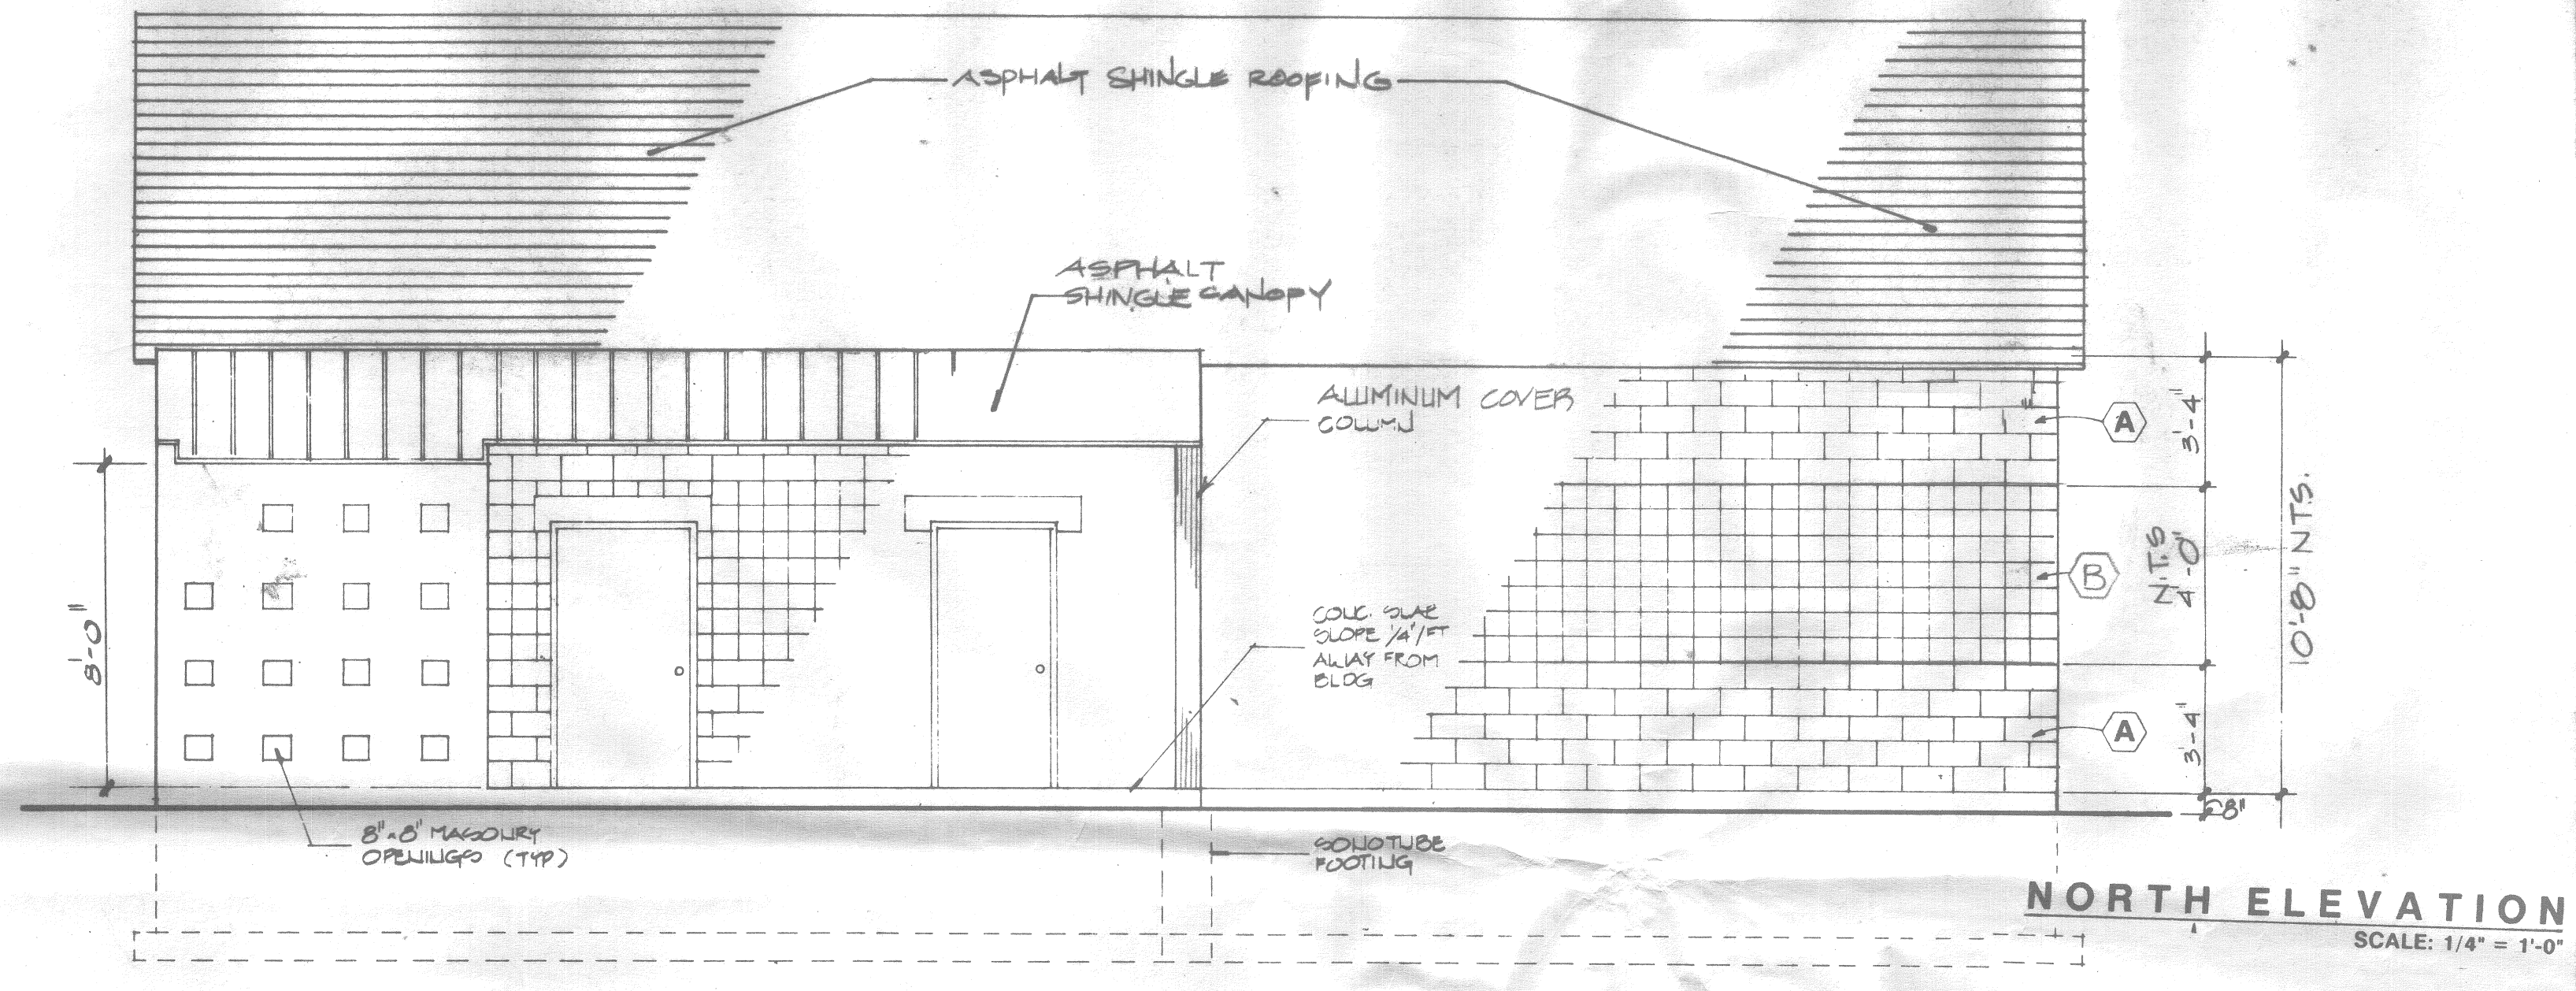 ASPHALT SHINGLE ROOFING
ASPHALT
SHINGLE CANOPY
ALUMINUM COVER
COLUMN
A
3'-4"
8'-0"
B
N.T.S
4'-0"
10'-8" N.T.S.
CONC. SLAB
SLOPE 1/4"/FT
AWAY FROM
BLDG
A
3'-4"
8"
8"x8" MASONRY
OPENINGS (TYP)
SONOTUBE
FOOTING
NORTH ELEVATION
SCALE: 1/4" = 1'-0"